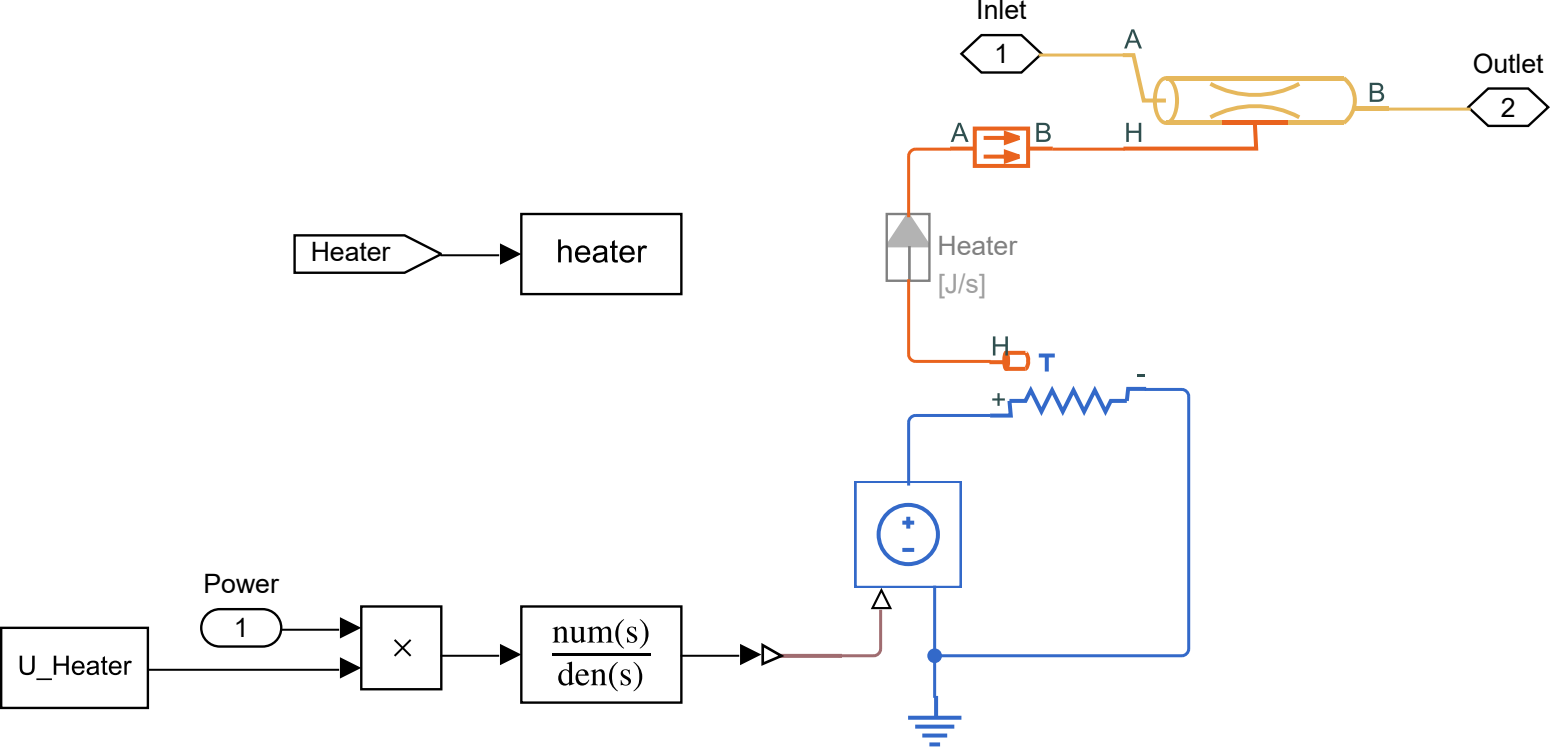 Inlet
1
A
Outlet
B
2
A
B
H
Heater
heater
Heater
[J/s]
H
T
+
-
+
-
Power
1
U_Heater
×
num(s)
den(s)